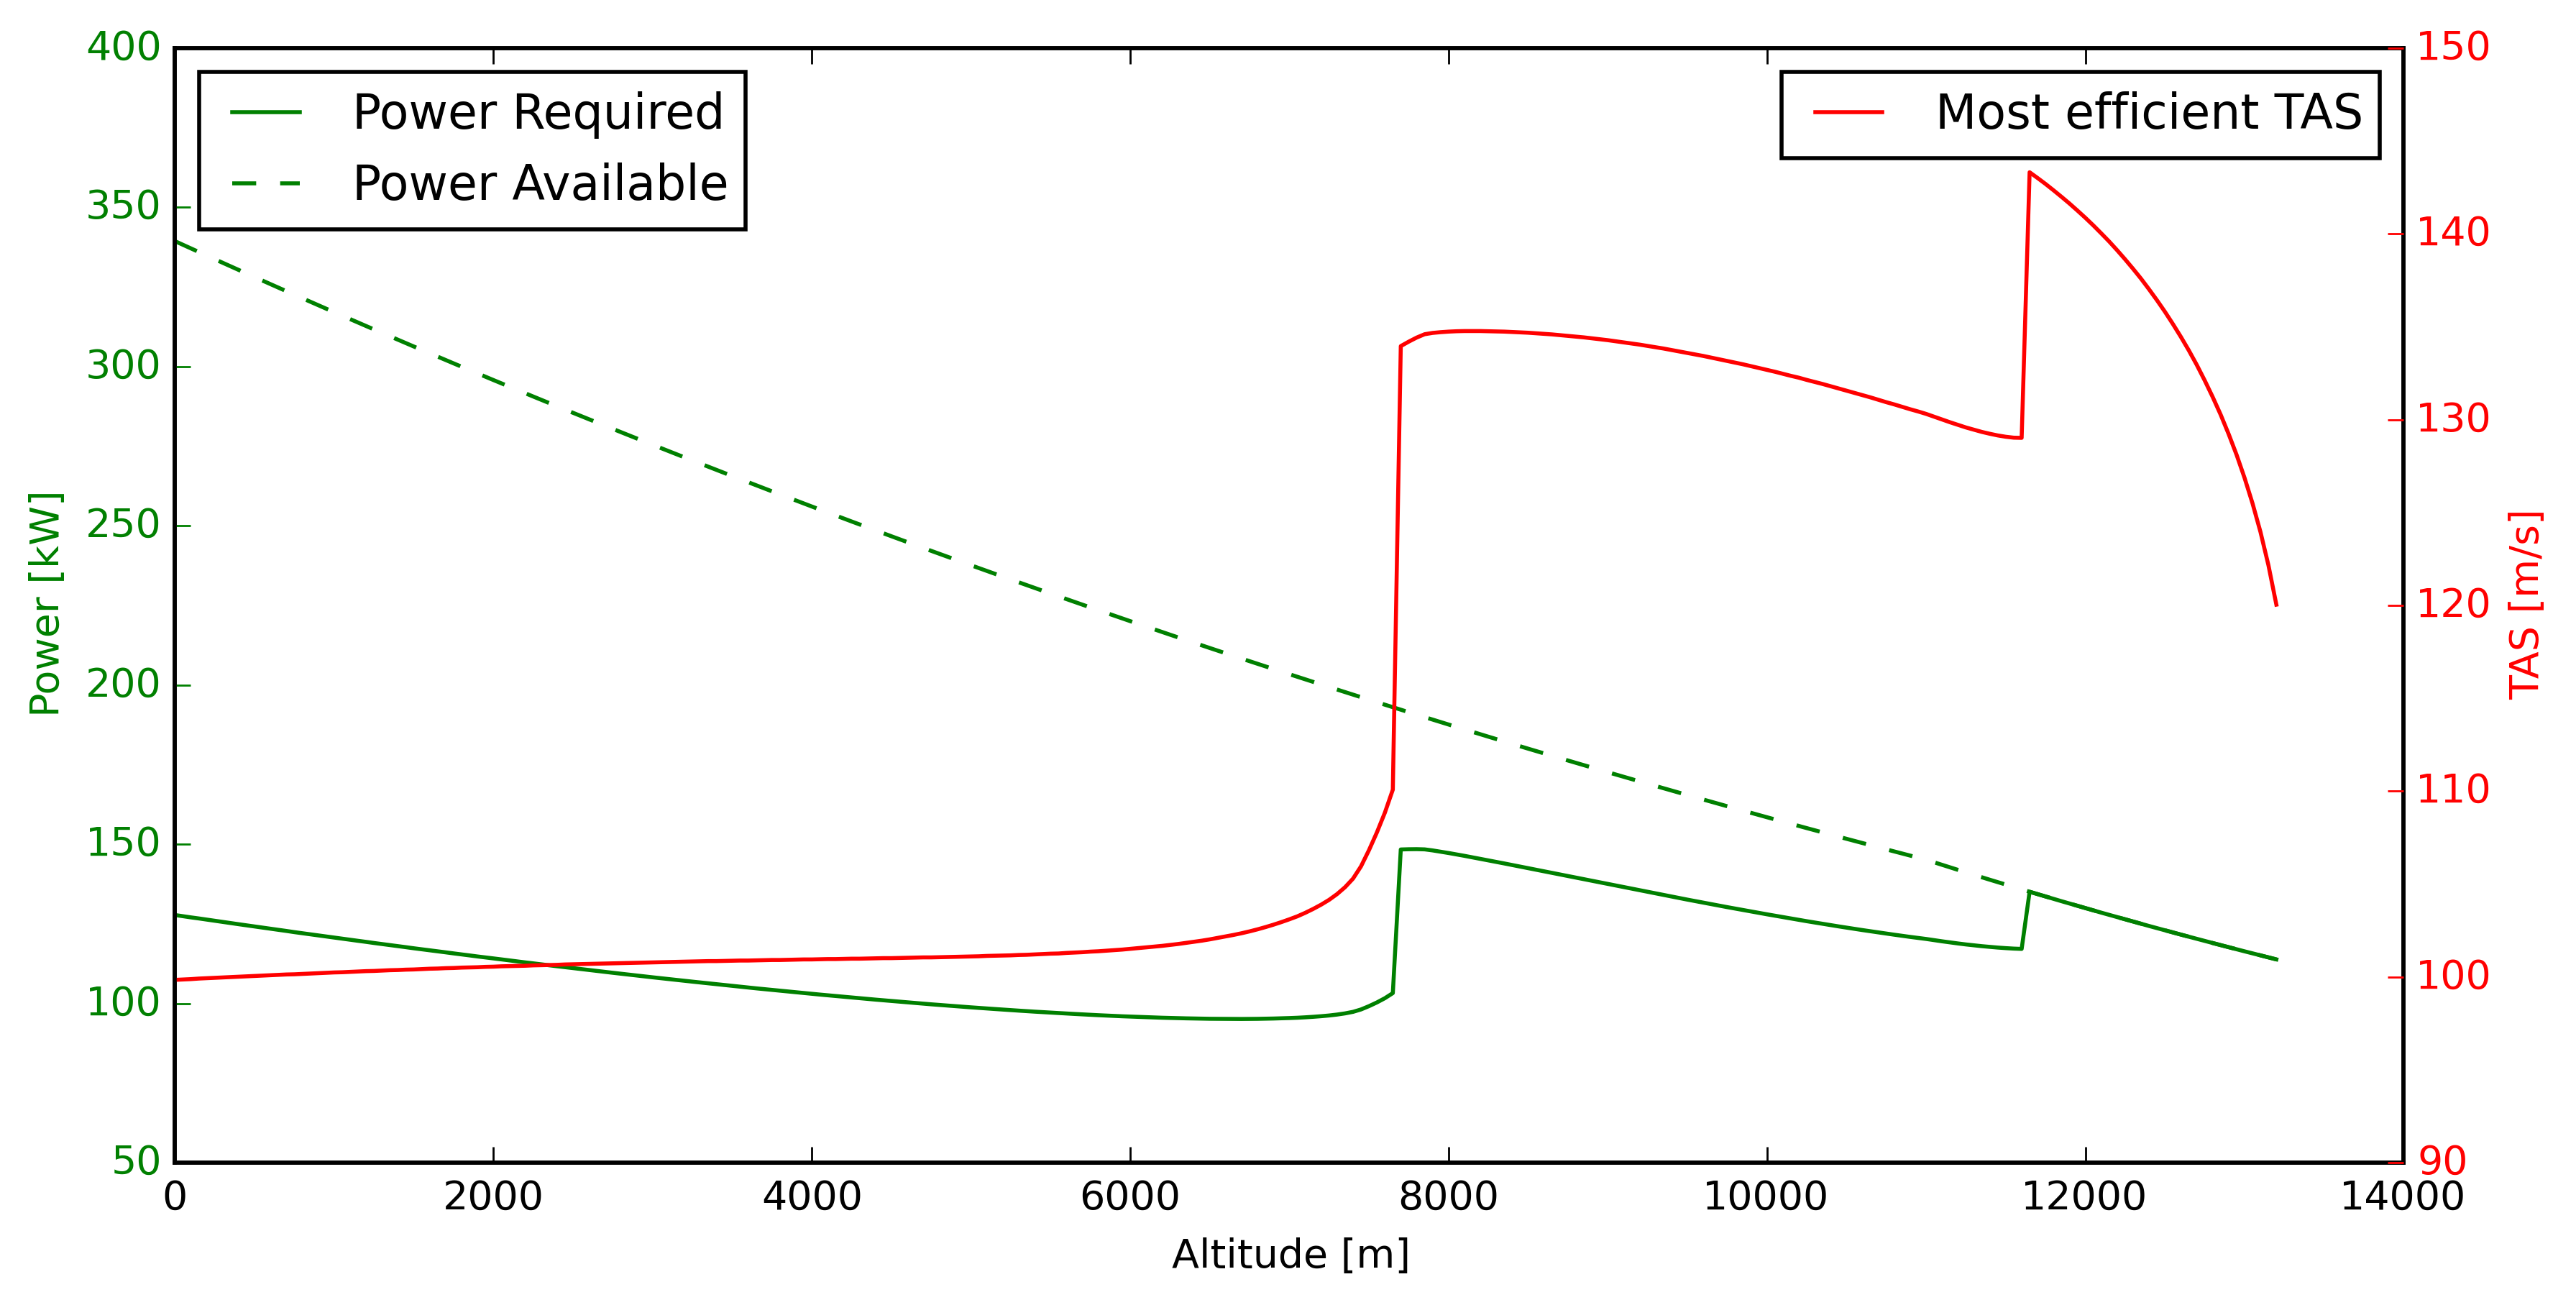 400
350
300
250
200
150
100
50
Power [kW]
Power Required
Power Available
Most efficient TAS
150
140
130
120
110
100
90
TAS [m/s]
0 2000 4000 6000 8000 10000 12000 14000
Altitude [m]